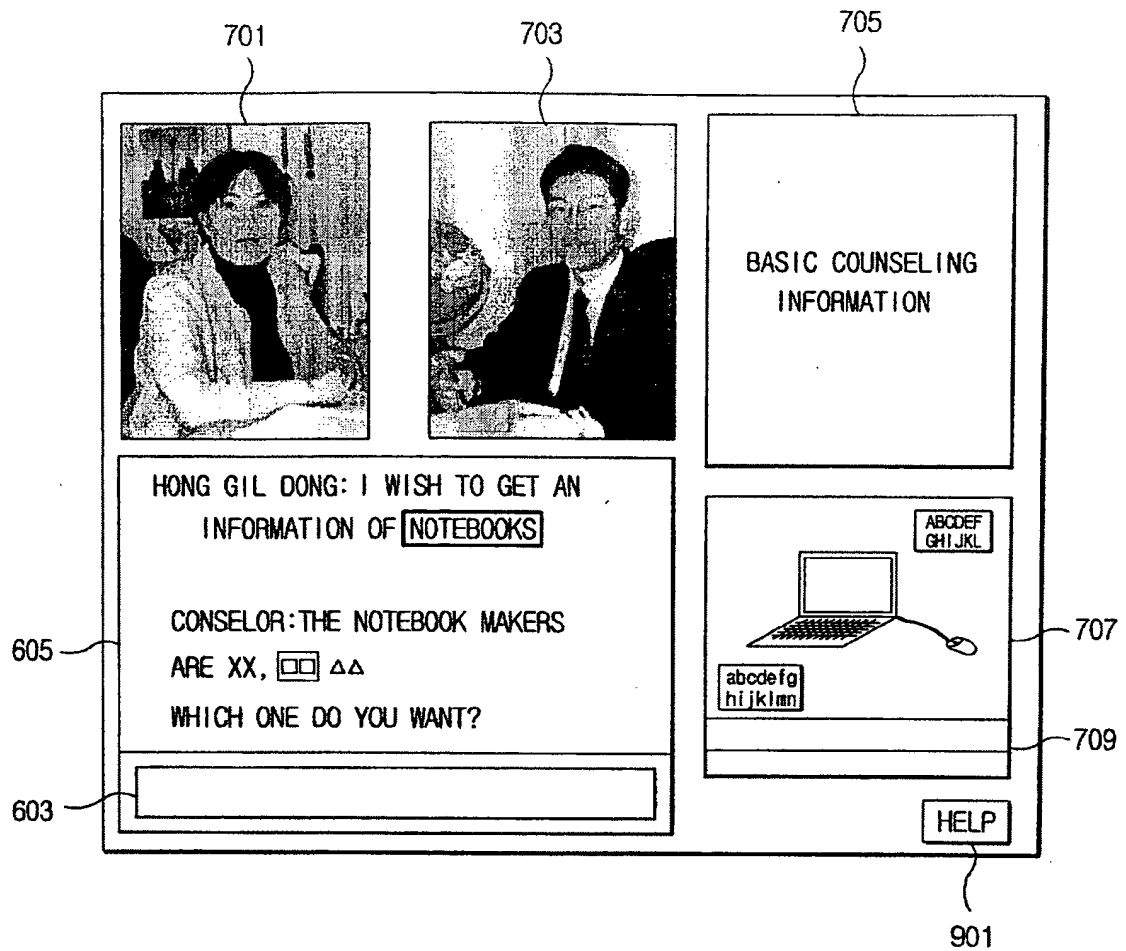 701
703
705
BASIC COUNSELING
INFORMATION
HONG GIL DONG: I WISH TO GET AN
INFORMATION OF NOTEBOOKS
CONSELOR:THE NOTEBOOK MAKERS
ARE XX, □□ △△
WHICH ONE DO YOU WANT?
605
603
ABCDEF
GHIJKL
abcdefg
hijklmn
707
709
HELP
901